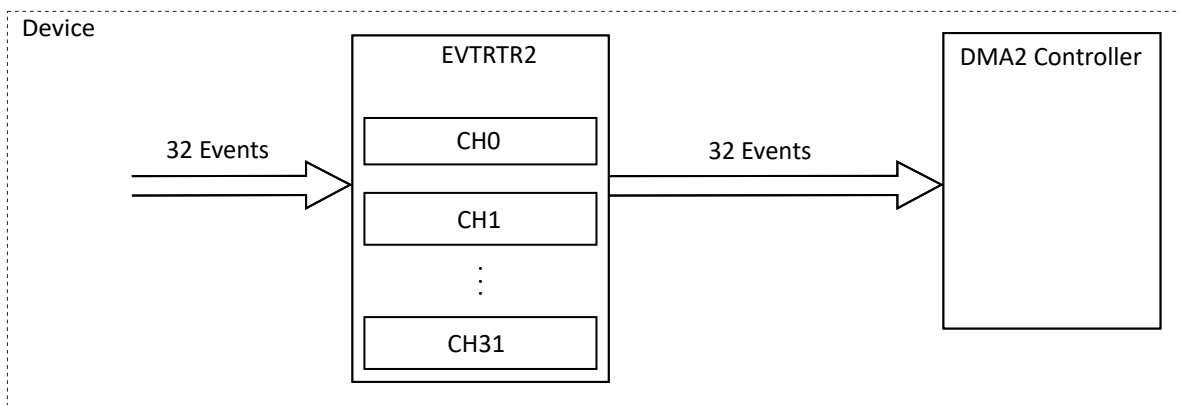 Device
EVTRTR2
DMA2 Controller
32 Events
CH0
32 Events
CH1
⋮
CH31